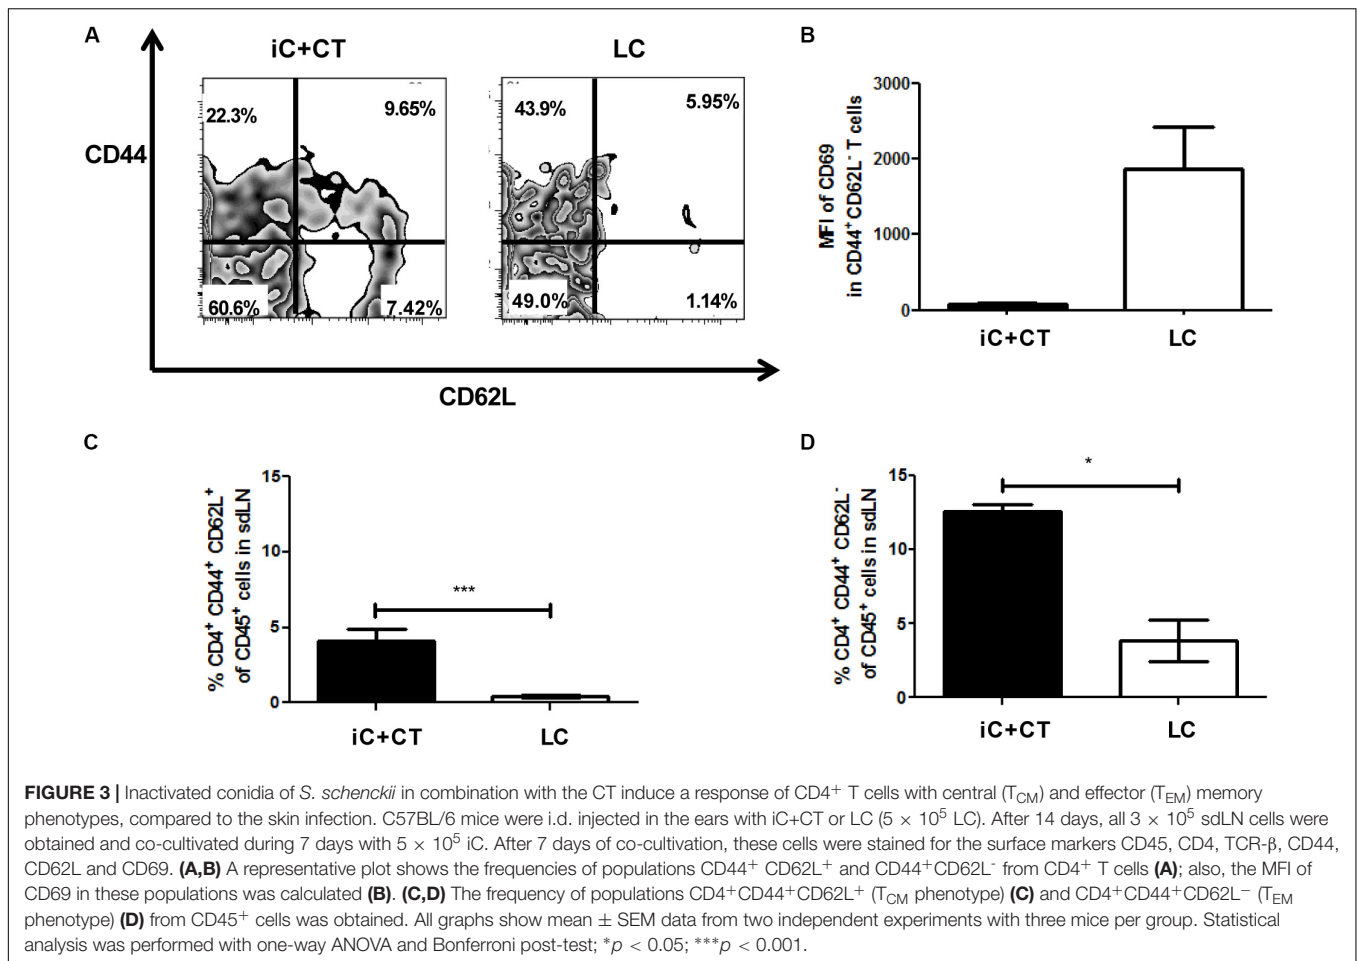 A
iC+CT
LC
22.3%
9.65%
43.9%
5.95%
CD44
60.6%
7.42%
49.0%
1.14%
CD62L
B
MFI of CD69
in CD44⁺CD62L⁻ T cells
3000
2000
1000
0
iC+CT
LC
C
% CD4⁺ CD44⁺ CD62L⁺
of CD45⁺ cells in sdLN
15
10
5
0
***
iC+CT
LC
D
% CD4⁺ CD44⁺ CD62L⁻
of CD45⁺ cells in sdLN
15
10
5
0
*
iC+CT
LC
FIGURE 3 | Inactivated conidia of S. schenckii in combination with the CT induce a response of CD4⁺ T cells with central (TCM) and effector (TEM) memory
phenotypes, compared to the skin infection. C57BL/6 mice were i.d. injected in the ears with iC+CT or LC (5 × 10⁵ LC). After 14 days, all 3 × 10⁵ sdLN cells were
obtained and co-cultivated during 7 days with 5 × 10⁵ iC. After 7 days of co-cultivation, these cells were stained for the surface markers CD45, CD4, TCR-β, CD44,
CD62L and CD69. (A,B) A representative plot shows the frequencies of populations CD44⁺ CD62L⁺ and CD44⁺CD62L⁻ from CD4⁺ T cells (A); also, the MFI of
CD69 in these populations was calculated (B). (C,D) The frequency of populations CD4⁺CD44⁺CD62L⁺ (TCM phenotype) (C) and CD4⁺CD44⁺CD62L⁻ (TEM
phenotype) (D) from CD45⁺ cells was obtained. All graphs show mean ± SEM data from two independent experiments with three mice per group. Statistical
analysis was performed with one-way ANOVA and Bonferroni post-test; *p < 0.05; ***p < 0.001.